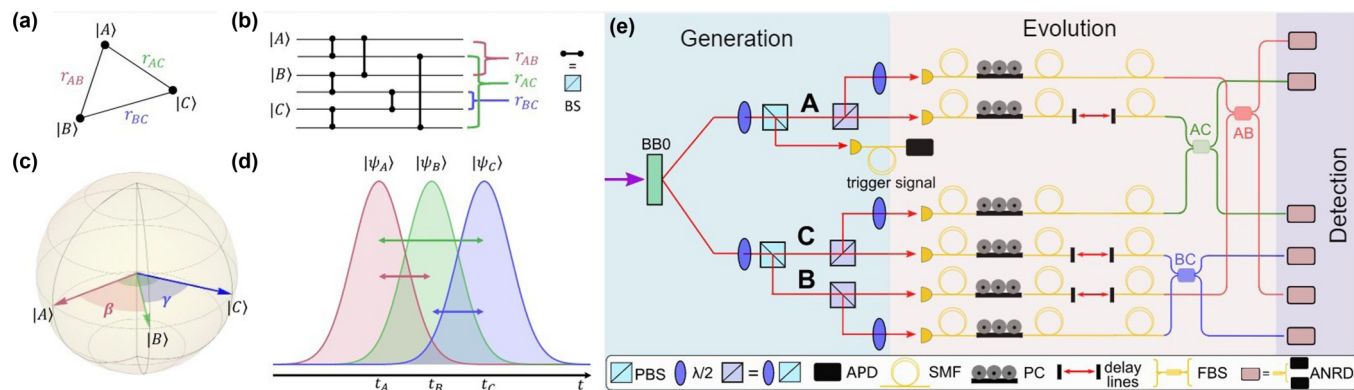 (a)
|A⟩
r_AB
r_AC
|C⟩
|B⟩
r_BC
(b)
|A⟩
|B⟩
|C⟩
r_AB
r_AC
r_BC
=
BS
(c)
|A⟩
β
γ
|B⟩
|C⟩
(d)
|ψ_A⟩ |ψ_B⟩ |ψ_C⟩
t_A t_B t_C t
(e)
Generation
Evolution
Detection
A
BB0
trigger signal
C
B
AC
AB
BC
PBS λ/2 = APD SMF PC delay lines FBS = ANRD